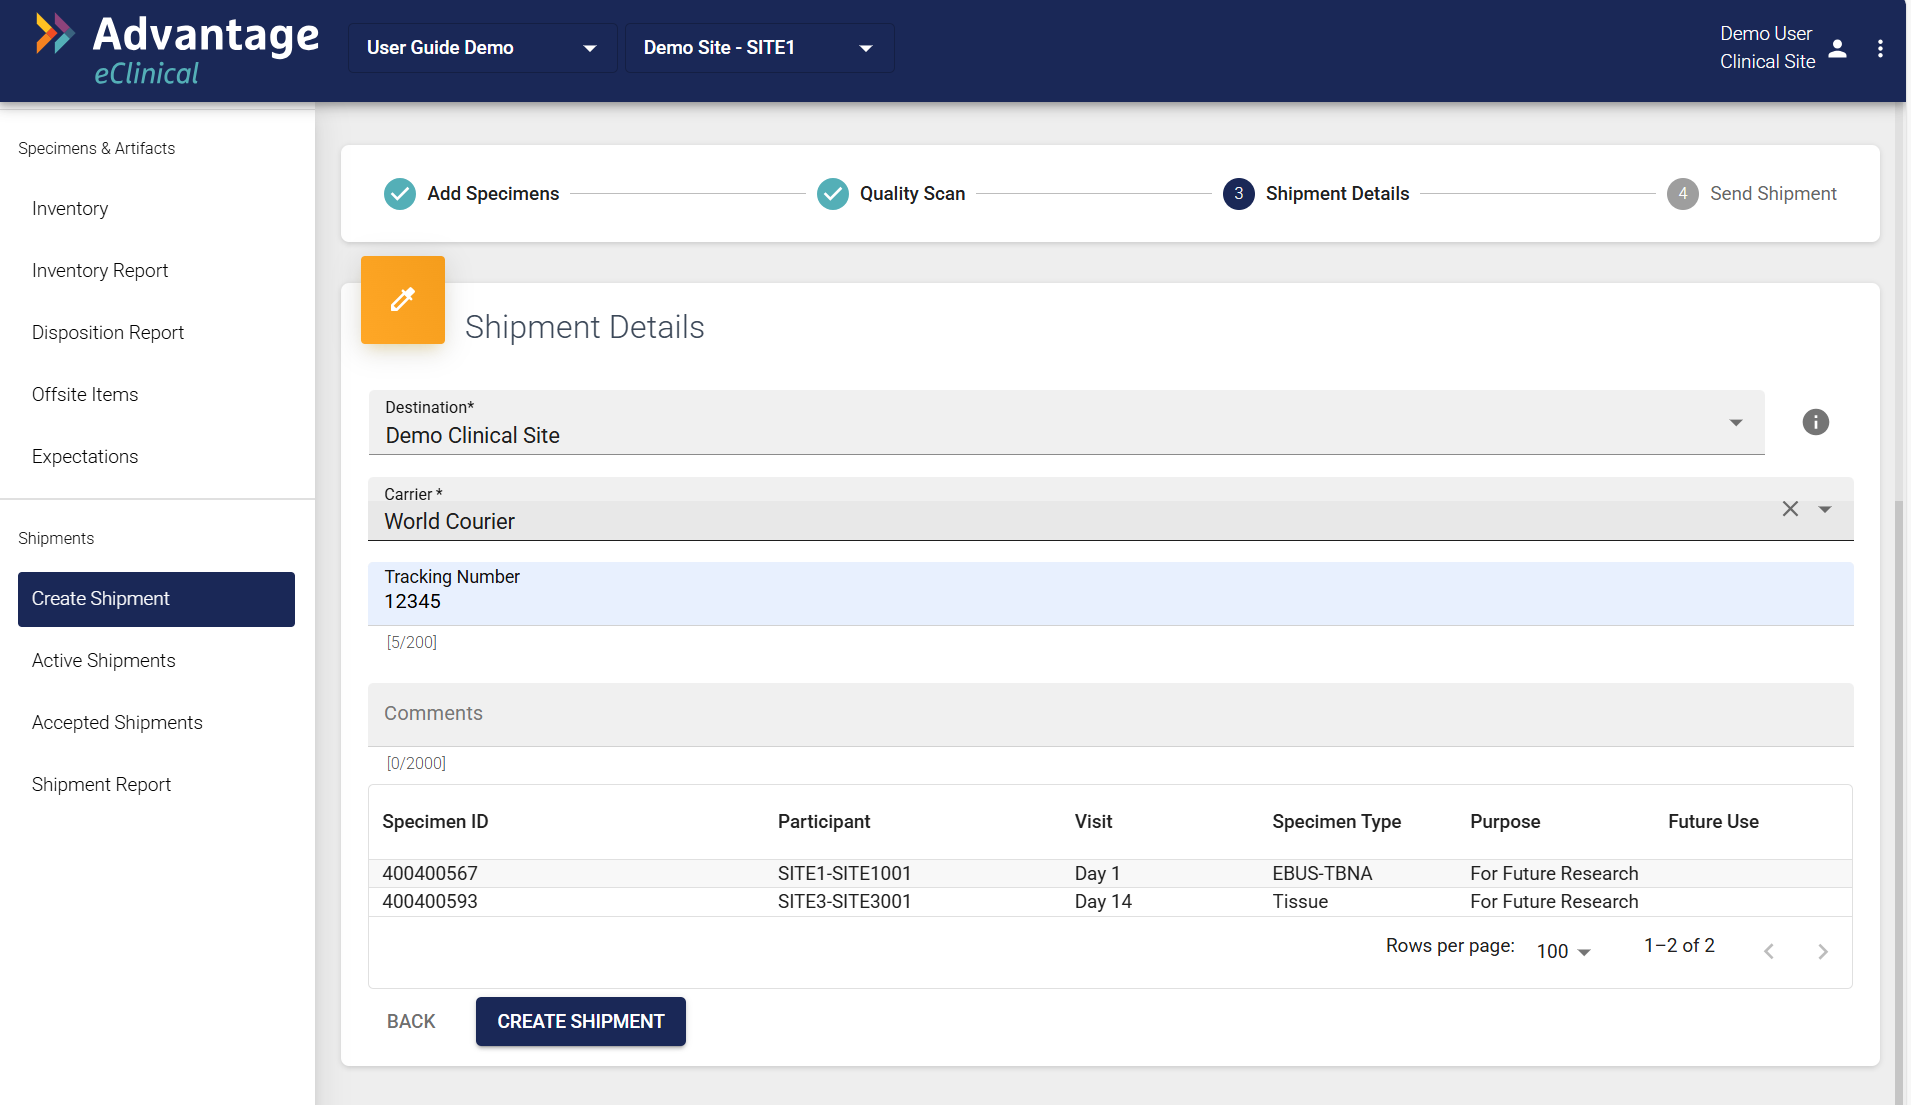 Advantage
eClinical
User Guide Demo
Demo Site - SITE1
Demo User
Clinical Site
Specimens & Artifacts
Inventory
Inventory Report
Disposition Report
Offsite Items
Expectations
Shipments
Create Shipment
Active Shipments
Accepted Shipments
Shipment Report
Add Specimens
Quality Scan
3 Shipment Details
4 Send Shipment
Shipment Details
Destination*
Demo Clinical Site
Carrier *
World Courier
Tracking Number
12345
[5/200]
Comments
[0/2000]
Specimen ID Participant Visit Specimen Type Purpose Future Use
400400567 SITE1-SITE1001 Day 1 EBUS-TBNA For Future Research
400400593 SITE3-SITE3001 Day 14 Tissue For Future Research
Rows per page: 100 1–2 of 2
BACK CREATE SHIPMENT